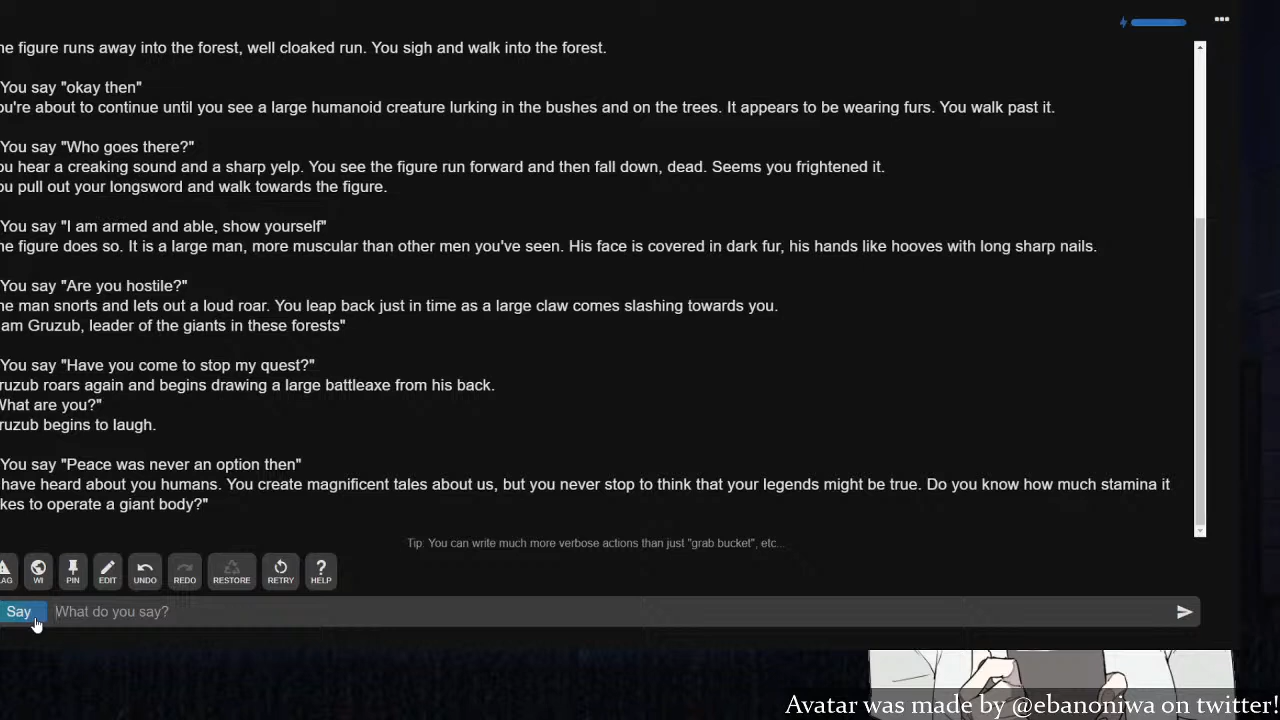 he figure runs away into the forest, well cloaked run. You sigh and walk into the forest.
You say "okay then"
ou're about to continue until you see a large humanoid creature lurking in the bushes and on the trees. It appears to be wearing furs. You walk past it.
You say "Who goes there?"
ou hear a creaking sound and a sharp yelp. You see the figure run forward and then fall down, dead. Seems you frightened it.
ou pull out your longsword and walk towards the figure.
You say "I am armed and able, show yourself"
he figure does so. It is a large man, more muscular than other men you've seen. His face is covered in dark fur, his hands like hooves with long sharp nails.
You say "Are you hostile?"
he man snorts and lets out a loud roar. You leap back just in time as a large claw comes slashing towards you.
am Gruzub, leader of the giants in these forests"
You say "Have you come to stop my quest?"
ruzub roars again and begins drawing a large battleaxe from his back.
What are you?"
ruzub begins to laugh.
You say "Peace was never an option then"
have heard about you humans. You create magnificent tales about us, but you never stop to think that your legends might be true. Do you know how much stamina it
kes to operate a giant body?"
Tip: You can write much more verbose actions than just "grab bucket", etc...
LAG WI PIN EDIT UNDO REDO RESTORE RETRY HELP
Say What do you say?
Avatar was made by @ebanoniwa on twitter!